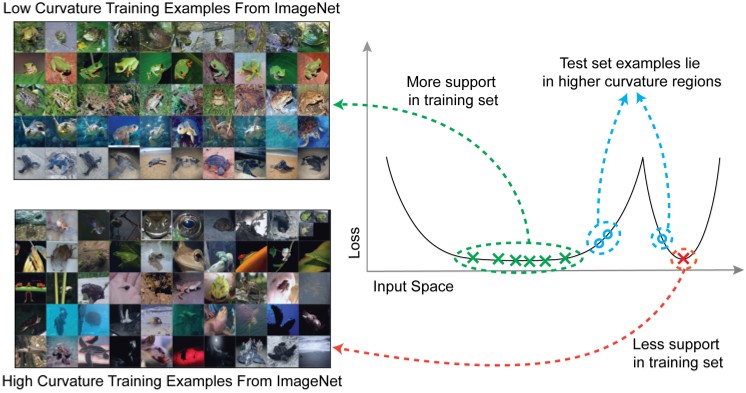 Low Curvature Training Examples From ImageNet
More support
in training set
Test set examples lie
in higher curvature regions
Loss
Input Space
Less support
in training set
High Curvature Training Examples From ImageNet